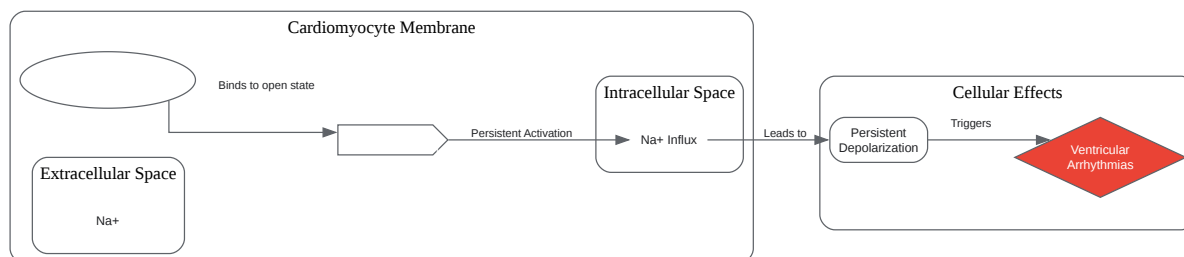 Cardiomyocyte Membrane
Binds to open state
Persistent Activation
Extracellular Space
Na+
Intracellular Space
Na+ Influx
Leads to
Cellular Effects
Persistent
Depolarization
Triggers
Ventricular
Arrhythmias